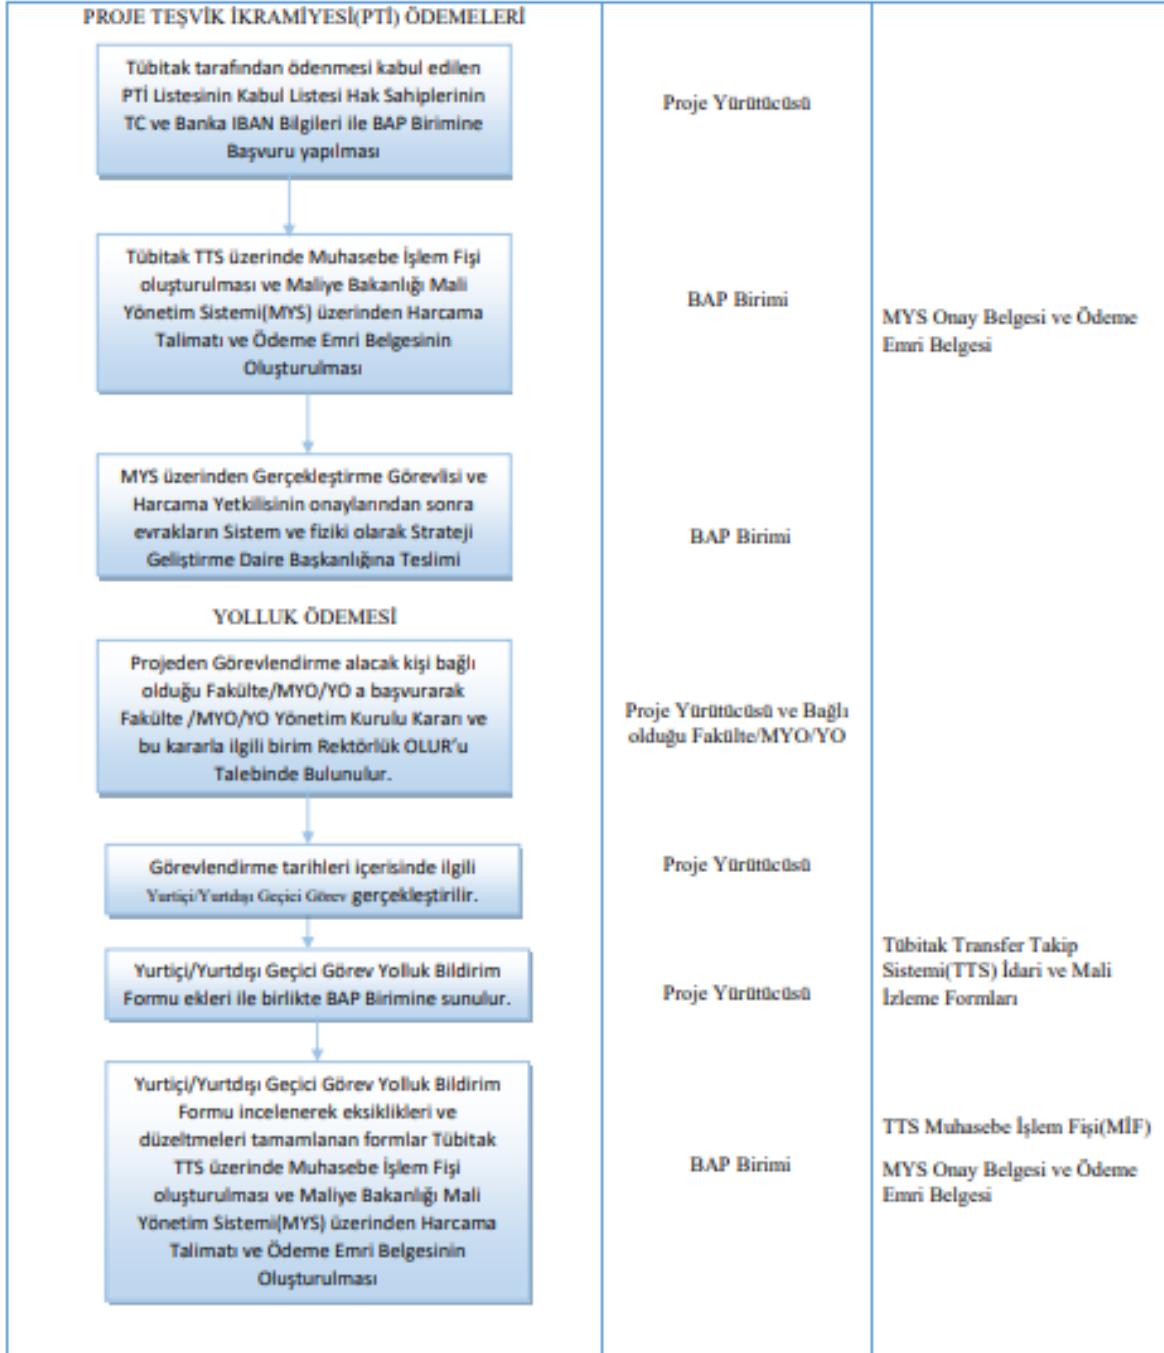 PROJE TEŞVİK İKRAMİYESİ(PTİ) ÖDEMELERİ
Tübitak tarafından ödenmesi kabul edilen
PTİ Listesinin Kabul Listesi Hak Sahiplerinin
TC ve Banka IBAN Bilgileri ile BAP Birimine
Başvuru yapılması
Proje Yürütücüsü
Tübitak TTS üzerinde Muhasebe İşlem Fişi
oluşturulması ve Maliye Bakanlığı Mali
Yönetim Sistemi(MYS) üzerinden Harcama
Talimatı ve Ödeme Emri Belgesinin
Oluşturulması
BAP Birimi
MYS Onay Belgesi ve Ödeme
Emri Belgesi
MYS üzerinden Gerçekleştirme Görevlisi ve
Harcama Yetkilisinin onaylarından sonra
evrakların Sistem ve fiziki olarak Strateji
Geliştirme Daire Başkanlığına Teslimi
BAP Birimi
YOLLUK ÖDEMESİ
Projeden Görevlendirme alacak kişi bağlı
olduğu Fakülte/MYO/YO a başvurarak
Fakülte /MYO/YO Yönetim Kurulu Kararı ve
bu kararla ilgili birim Rektörlük OLUR'u
Talebinde Bulunulur.
Proje Yürütücüsü ve Bağlı
olduğu Fakülte/MYO/YO
Görevlendirme tarihleri içerisinde ilgili
Yurtiçi/Yurtdışı Geçici Görev gerçekleştirilir.
Proje Yürütücüsü
Yurtiçi/Yurtdışı Geçici Görev Yolluk Bildirim
Formu ekleri ile birlikte BAP Birimine sunulur.
Proje Yürütücüsü
Tübitak Transfer Takip
Sistemi(TTS) İdari ve Mali
İzleme Formları
Yurtiçi/Yurtdışı Geçici Görev Yolluk Bildirim
Formu incelenerek eksiklikleri ve
düzeltmeleri tamamlanan formlar Tübitak
TTS üzerinde Muhasebe İşlem Fişi
oluşturulması ve Maliye Bakanlığı Mali
Yönetim Sistemi(MYS) üzerinden Harcama
Talimatı ve Ödeme Emri Belgesinin
Oluşturulması
BAP Birimi
TTS Muhasebe İşlem Fişi(MİF)
MYS Onay Belgesi ve Ödeme
Emri Belgesi